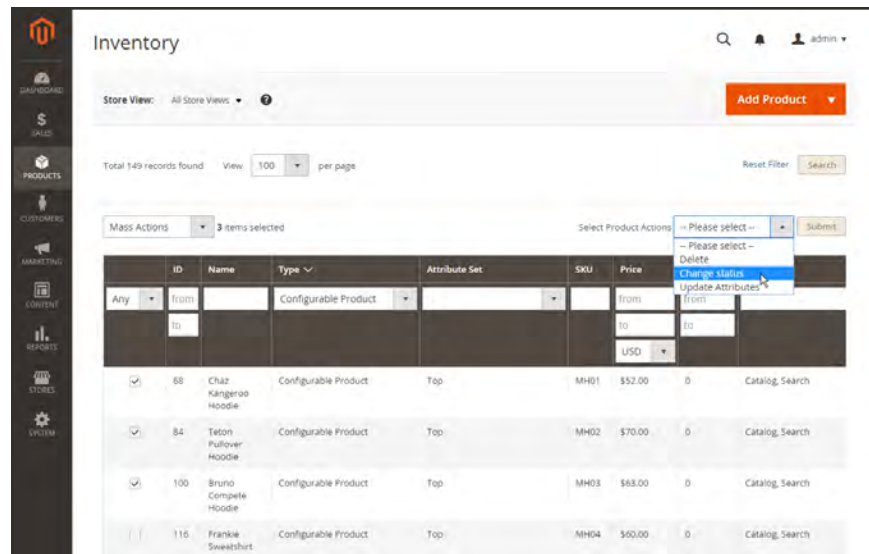 Inventory
admin
DASHBOARD
SALES
PRODUCTS
CUSTOMERS
MARKETING
CONTENT
REPORTS
STORES
SYSTEM
Store View: All Store Views
Add Product
Total 149 records found View 100 per page
Reset Filter Search
Mass Actions 3 items selected
Select Product Actions -- Please select -- Submit
-- Please select --
Delete
Change status
Update Attributes
ID Name Type Attribute Set SKU Price
Any from Configurable Product from from
to to to
USD
68 Chaz Kangeroo Hoodie Configurable Product Top MH01 $52.00 0 Catalog, Search
84 Teton Pullover Hoodie Configurable Product Top MH02 $70.00 0 Catalog, Search
100 Bruno Compete Hoodie Configurable Product Top MH03 $63.00 0 Catalog, Search
116 Frankie Sweatshirt Configurable Product Top MH04 $60.00 0 Catalog, Search